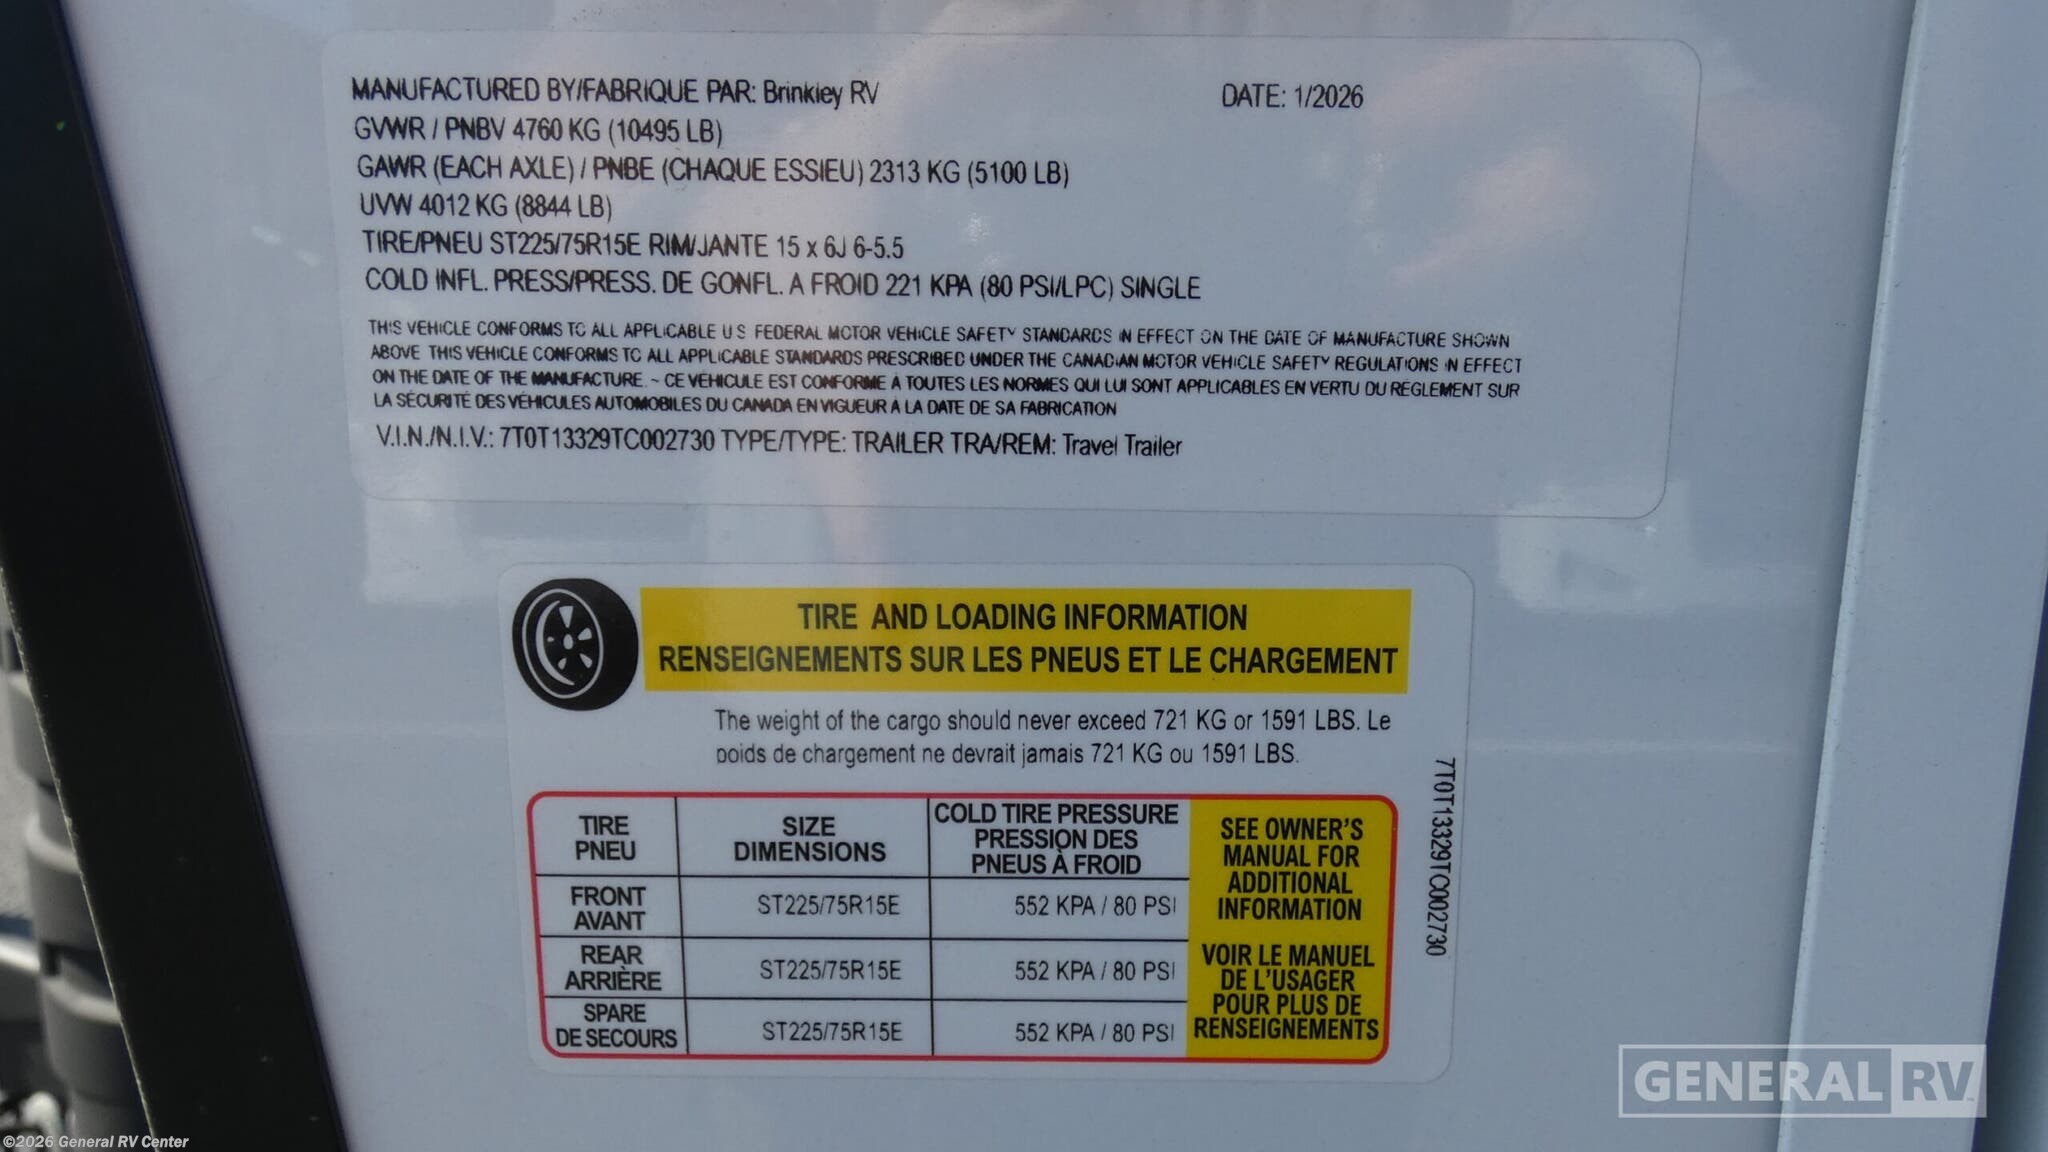 MANUFACTURED BY/FABRIQUE PAR: Brinkley RV DATE: 1/2026
GVWR / PNBV 4760 KG (10495 LB)
GAWR (EACH AXLE) / PNBE (CHAQUE ESSIEU) 2313 KG (5100 LB)
UVW 4012 KG (8844 LB)
TIRE/PNEU ST225/75R15E RIM/JANTE 15 x 6J 6-5.5
COLD INFL. PRESS/PRESS. DE GONFL. A FROID 221 KPA (80 PSI/LPC) SINGLE
THIS VEHICLE CONFORMS TO ALL APPLICABLE U S FEDERAL MOTOR VEHICLE SAFETY STANDARDS IN EFFECT ON THE DATE OF MANUFACTURE SHOWN
ABOVE THIS VEHICLE CONFORMS TO ALL APPLICABLE STANDARDS PRESCRIBED UNDER THE CANADIAN MOTOR VEHICLE SAFETY REGULATIONS IN EFFECT
ON THE DATE OF THE MANUFACTURE. ~ CE VÉHICULE EST CONFORME À TOUTES LES NORMES QUI LUI SONT APPLICABLES EN VERTU DU RÈGLEMENT SUR
LA SÉCURITÉ DES VÉHICULES AUTOMOBILES DU CANADA EN VIGUEUR À LA DATE DE SA FABRICATION
V.I.N./N.I.V.: 7T0T13329TC002730 TYPE/TYPE: TRAILER TRA/REM: Travel Trailer
TIRE AND LOADING INFORMATION
RENSEIGNEMENTS SUR LES PNEUS ET LE CHARGEMENT
The weight of the cargo should never exceed 721 KG or 1591 LBS. Le
poids de chargement ne devrait jamais 721 KG ou 1591 LBS.
TIRE
PNEU
SIZE
DIMENSIONS
COLD TIRE PRESSURE
PRESSION DES
PNEUS À FROID
FRONT
AVANT
ST225/75R15E
552 KPA / 80 PSI
REAR
ARRIÈRE
ST225/75R15E
552 KPA / 80 PSI
SPARE
DE SECOURS
ST225/75R15E
552 KPA / 80 PSI
SEE OWNER'S
MANUAL FOR
ADDITIONAL
INFORMATION
VOIR LE MANUEL
DE L'USAGER
POUR PLUS DE
RENSEIGNEMENTS
7T0T13329TC002730
GENERAL RV
©2026 General RV Center